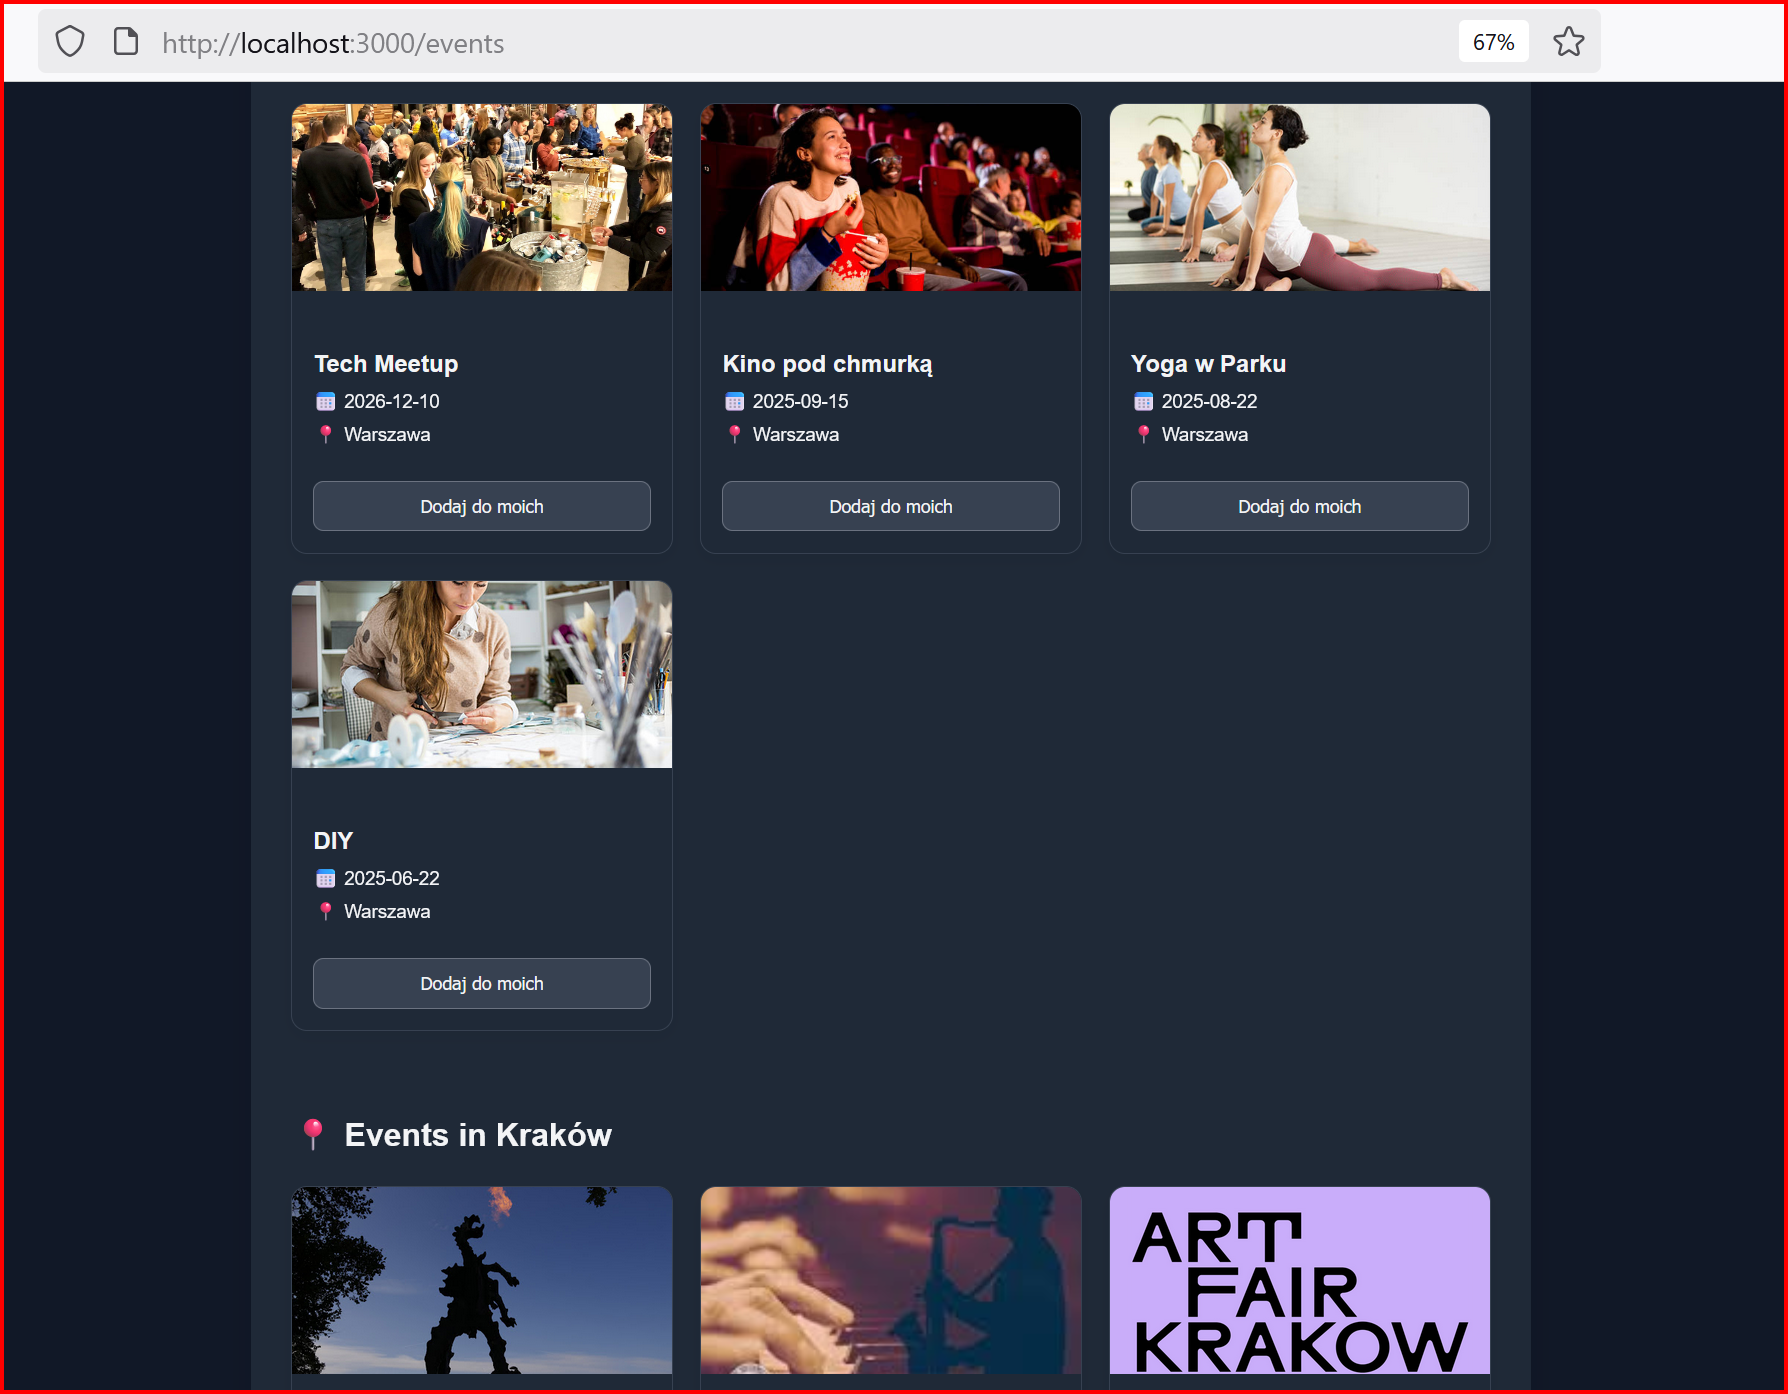 http://localhost:3000/events
67%
Tech Meetup
2026-12-10
Warszawa
Dodaj do moich
Kino pod chmurką
2025-09-15
Warszawa
Dodaj do moich
Yoga w Parku
2025-08-22
Warszawa
Dodaj do moich
DIY
2025-06-22
Warszawa
Dodaj do moich
Events in Kraków
ART
FAIR
KRAKOW